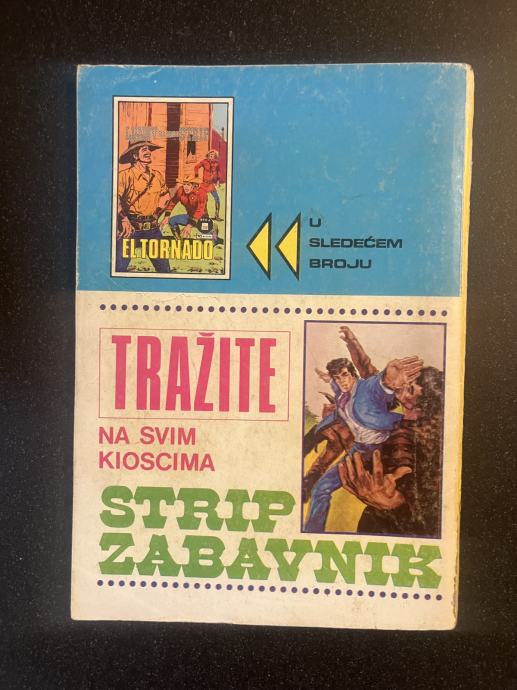 EL TORNADO
U
SLEDEĆEM
BROJU
TRAŽITE
NA SVIM
KIOSCIMA
STRIP
ZABAVNIK